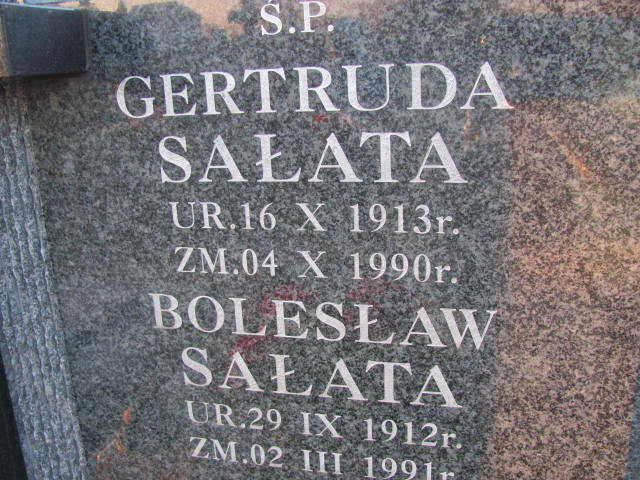 Ś.P.
GERTRUDA
SAŁATA
UR.16 X 1913r.
ZM.04 X 1990r.
BOLESŁAW
SAŁATA
UR.29 IX 1912r.
ZM.02 III 1991r.